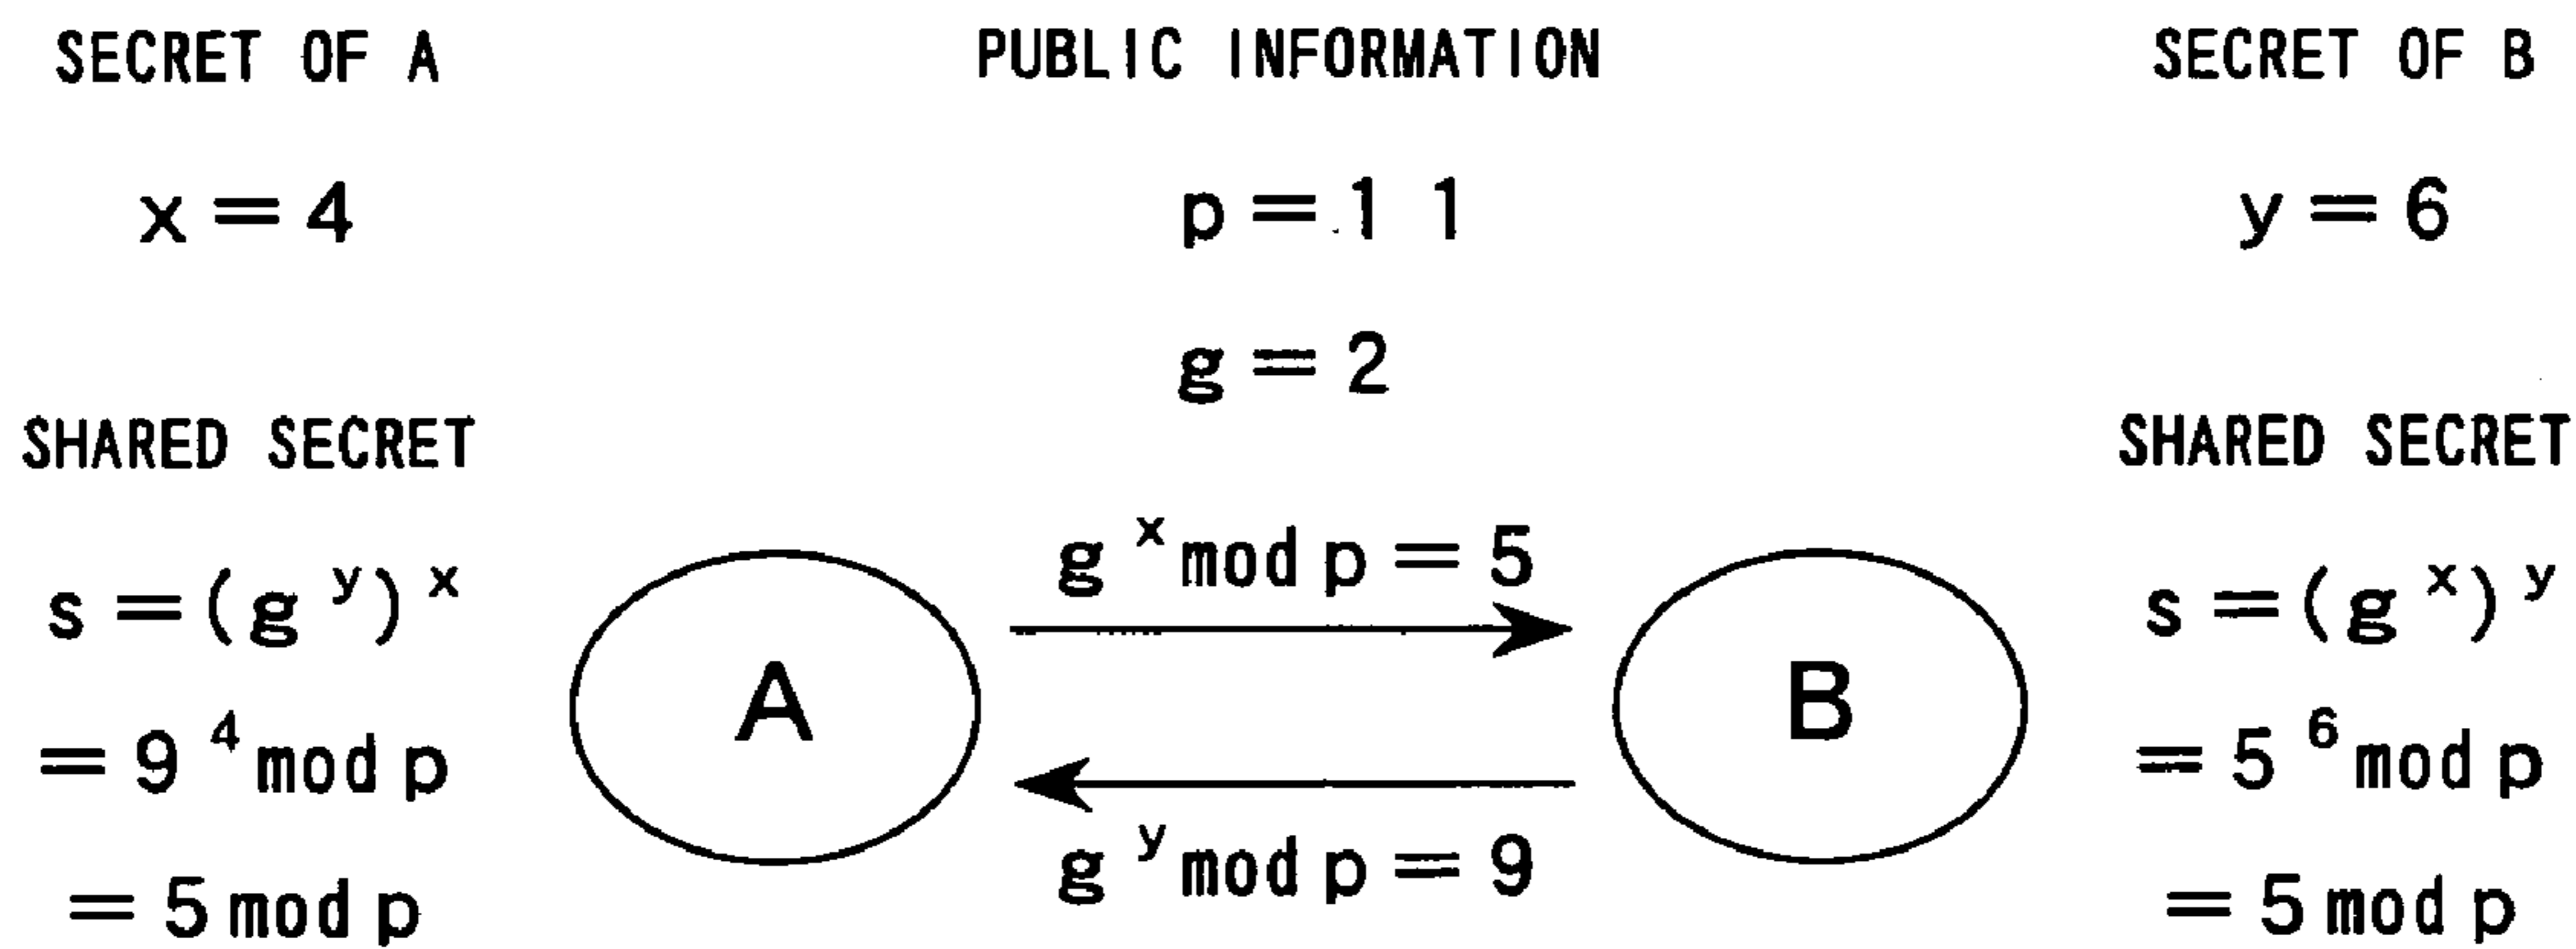 SECRET OF A
x = 4
SHARED SECRET
s = (g^y)^x
= 9^4 mod p
= 5 mod p
PUBLIC INFORMATION
p = 11
g = 2
A
g^x mod p = 5
g^y mod p = 9
B
SECRET OF B
y = 6
SHARED SECRET
s = (g^x)^y
= 5^6 mod p
= 5 mod p